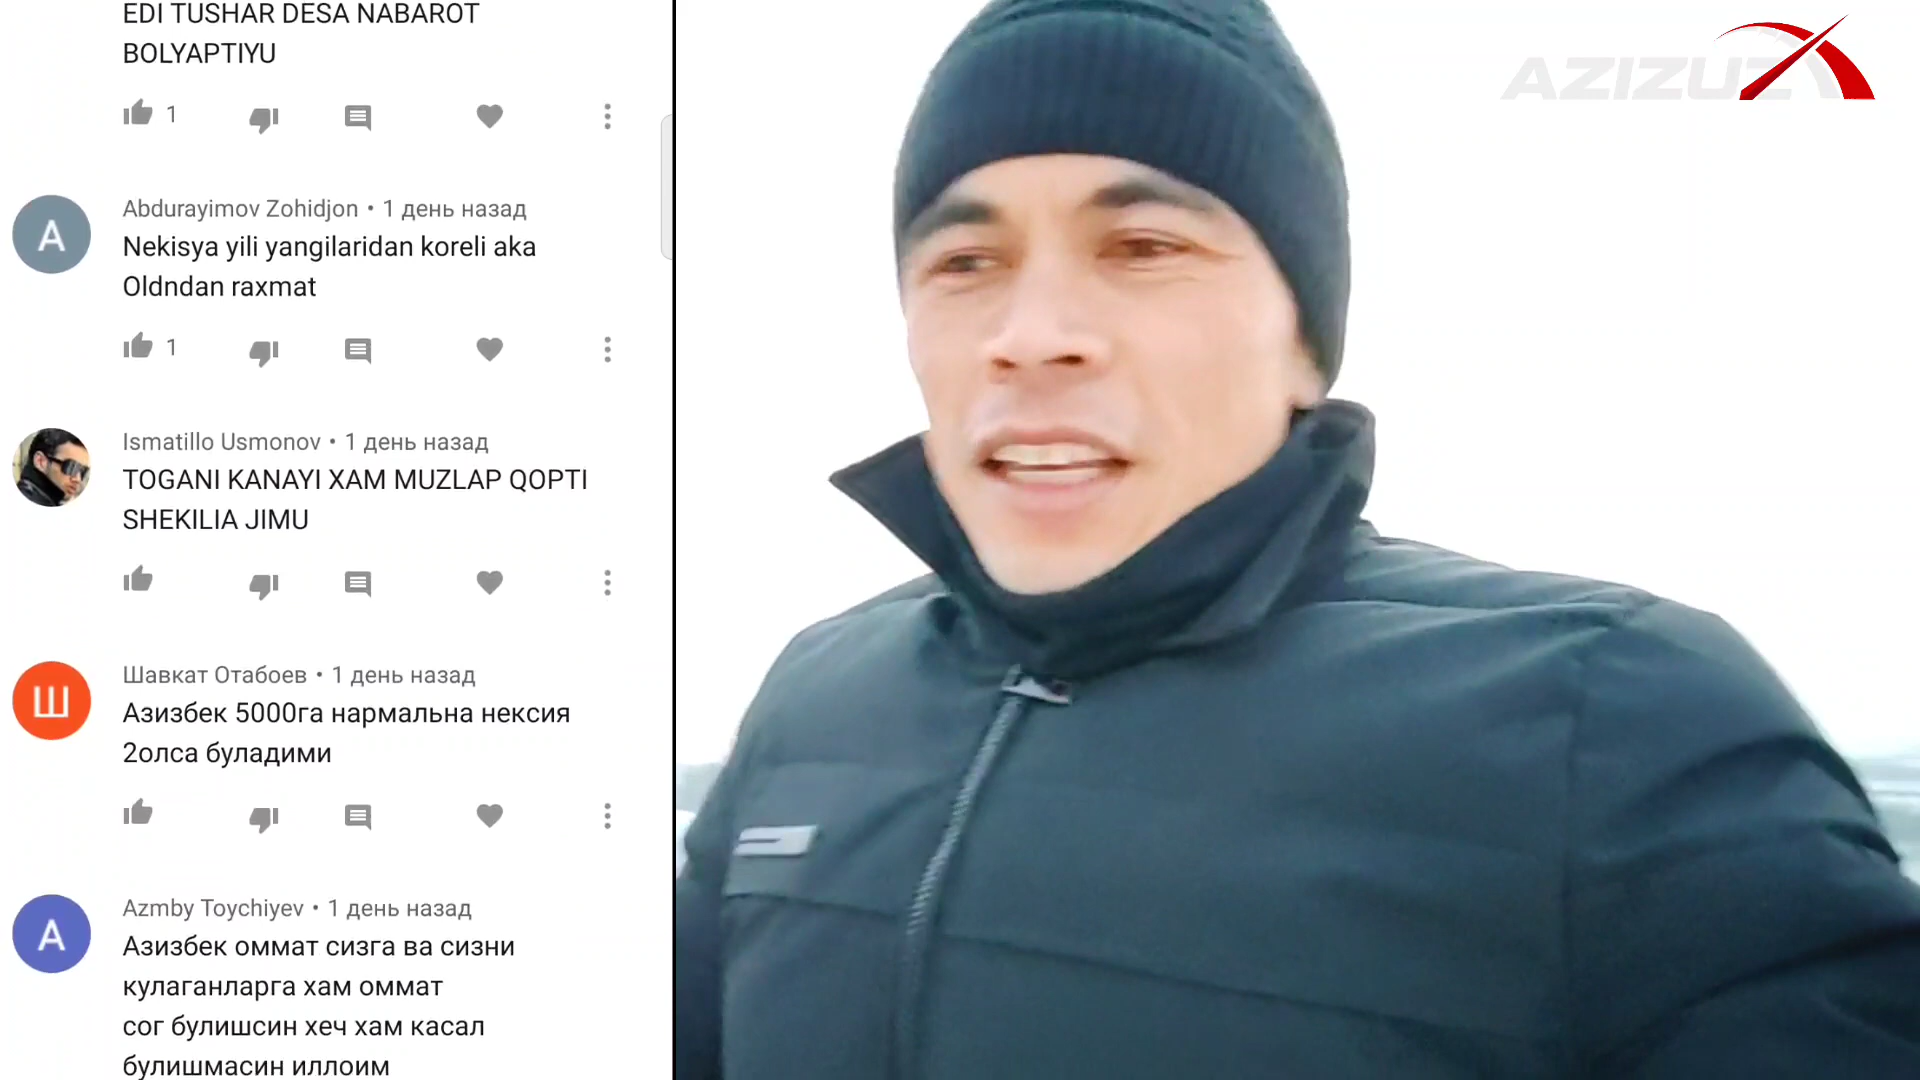 EDI TUSHAR DESA NABAROT
BOLYAPTIYU
1
A
Abdurayimov Zohidjon • 1 день назад
Nekisya yili yangilaridan koreli aka
Oldndan raxmat
1
Ismatillo Usmonov • 1 день назад
TOGANI KANAYI XAM MUZLAP QOPTI
SHEKILIA JIMU
Ш
Шавкат Отабоев • 1 день назад
Азизбек 5000га нармальна нексия
2олса буладими
A
Azmby Toychiyev • 1 день назад
Азизбек оммат сизга ва сизни
кулаганларга хам оммат
сог булишсин хеч хам касал
булишмасин иллоим
AZIZUZ